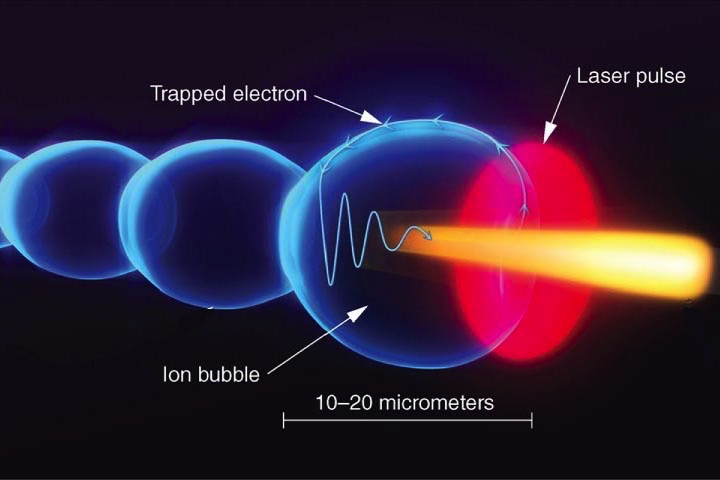 Laser pulse
Trapped electron
Ion bubble
10–20 micrometers